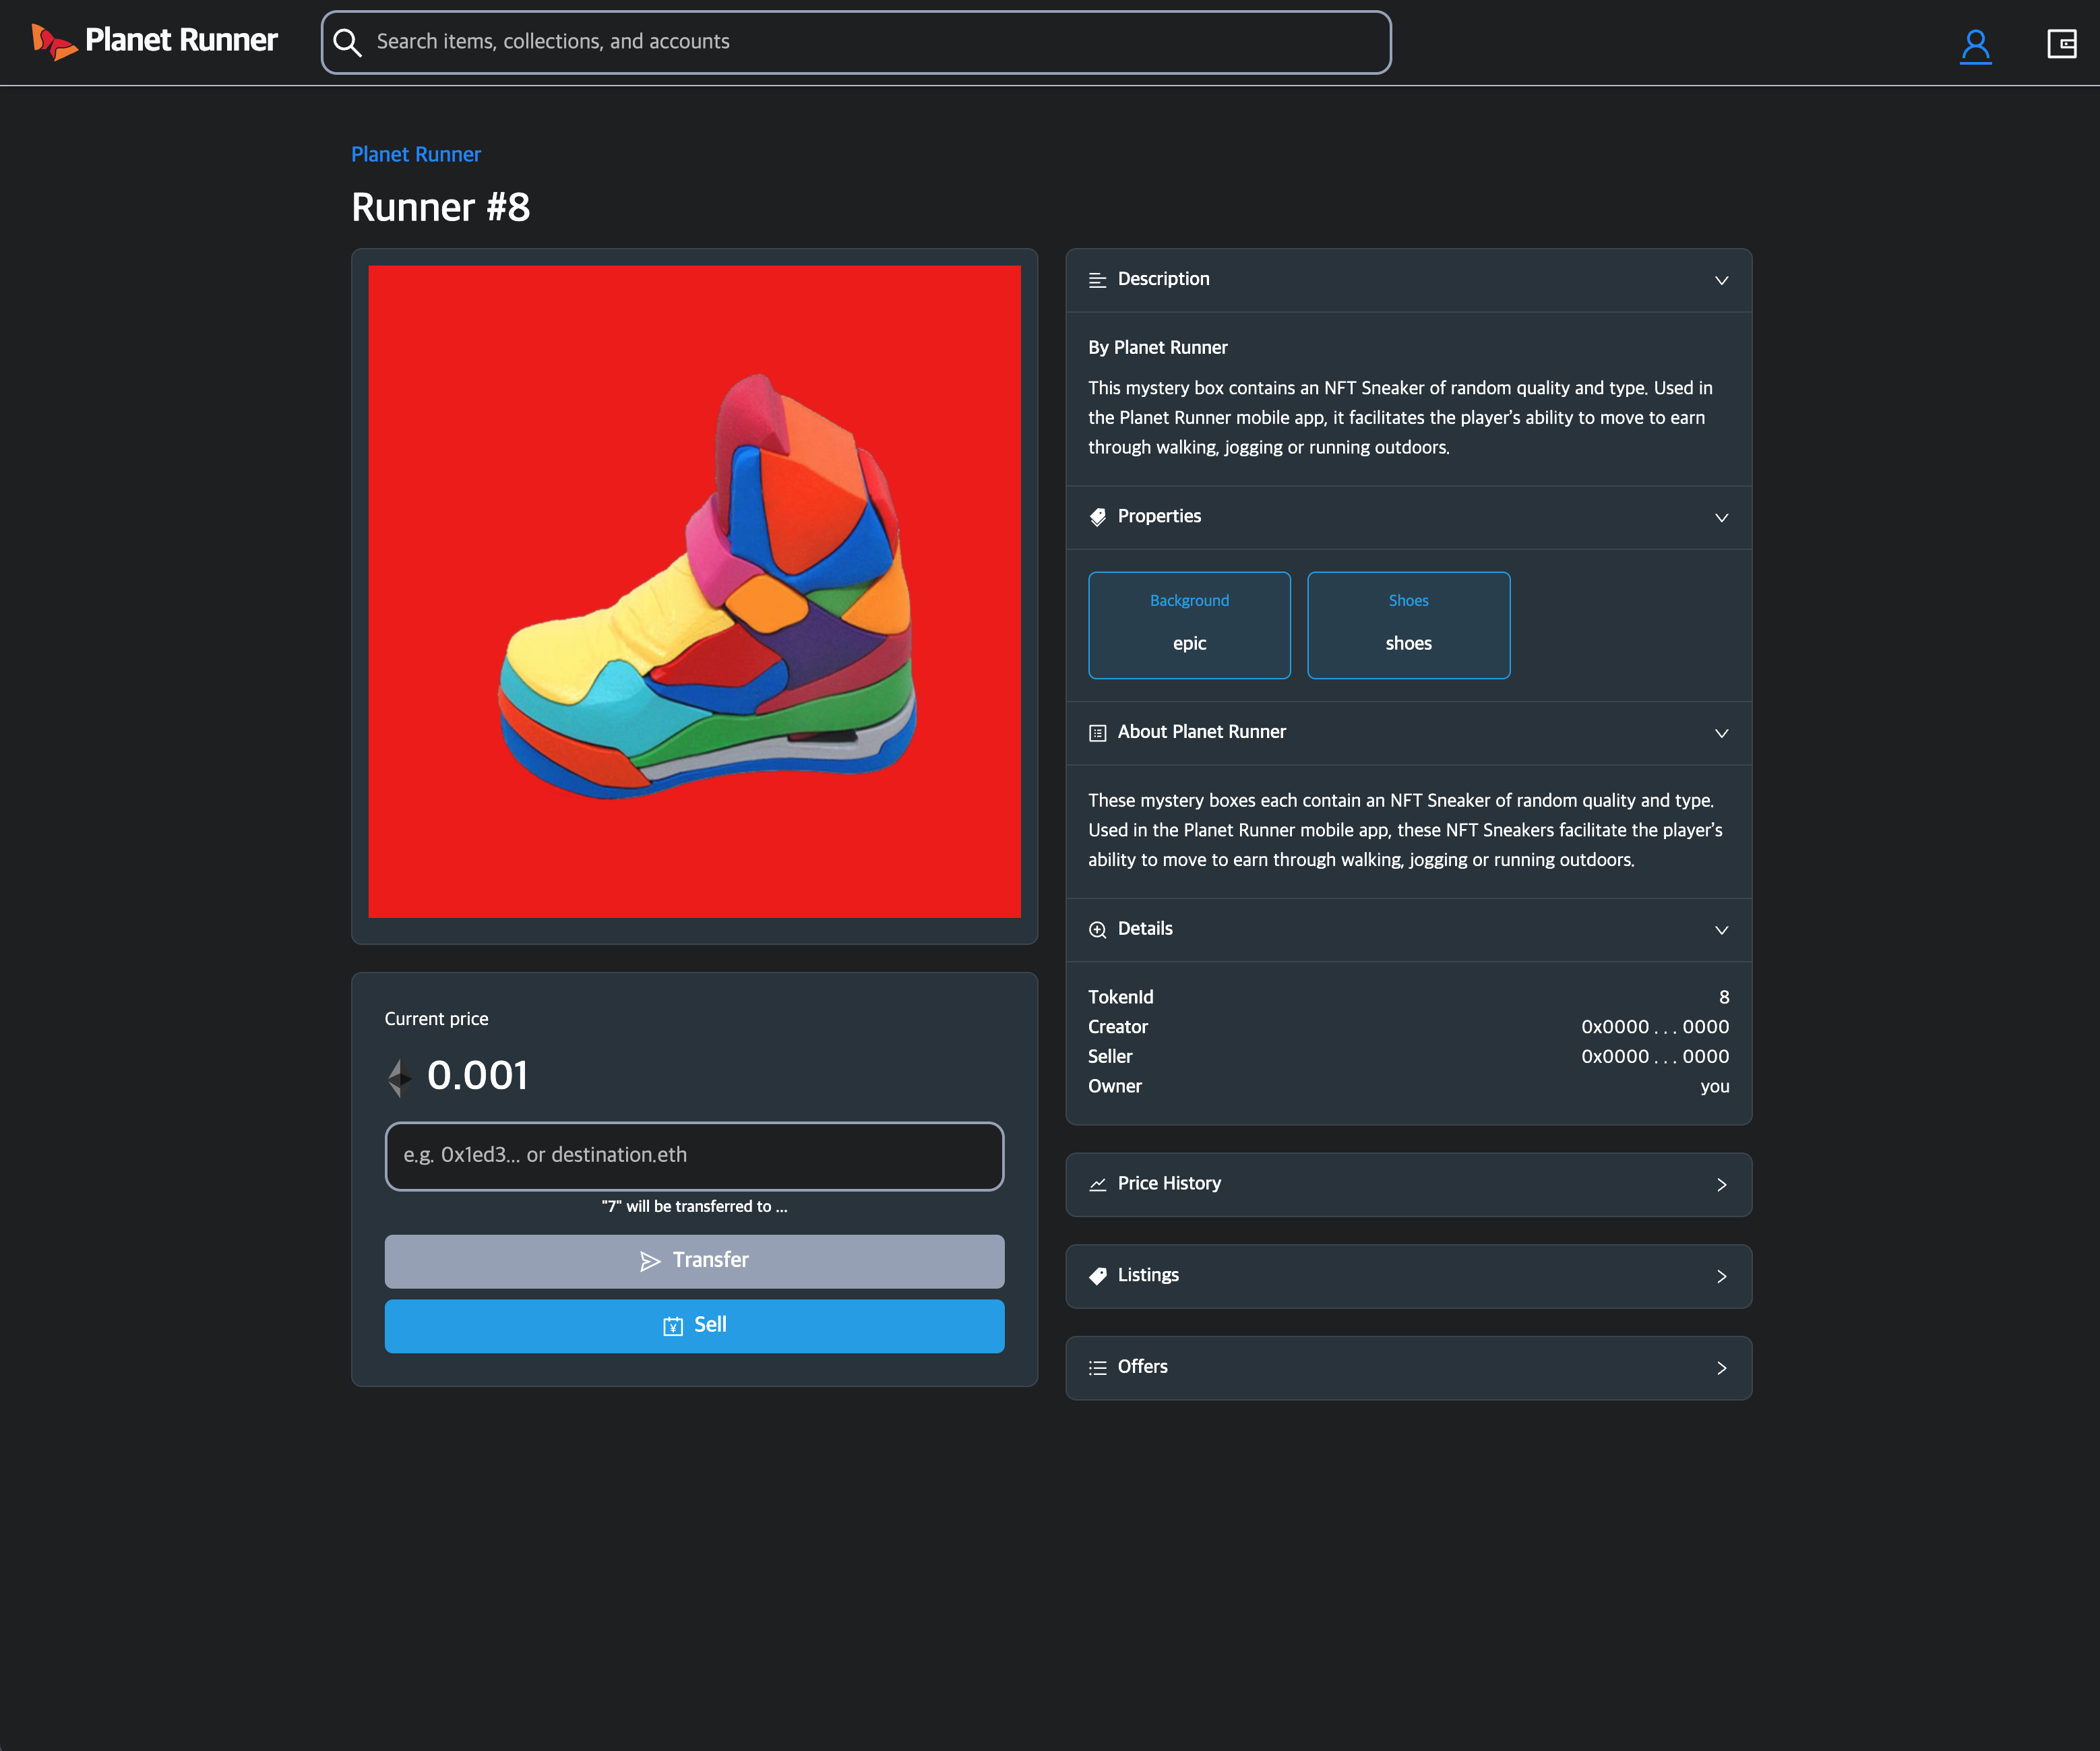 Planet Runner
Search items, collections, and accounts
Planet Runner
Runner #8
Description
By Planet Runner
This mystery box contains an NFT Sneaker of random quality and type. Used in
the Planet Runner mobile app, it facilitates the player’s ability to move to earn
through walking, jogging or running outdoors.
Properties
Background
epic
Shoes
shoes
About Planet Runner
These mystery boxes each contain an NFT Sneaker of random quality and type.
Used in the Planet Runner mobile app, these NFT Sneakers facilitate the player’s
ability to move to earn through walking, jogging or running outdoors.
Details
TokenId 8
Creator 0x0000 . . . 0000
Seller 0x0000 . . . 0000
Owner you
Current price
0.001
e.g. 0x1ed3... or destination.eth
"7" will be transferred to ...
Transfer
¥ Sell
Price History
Listings
Offers